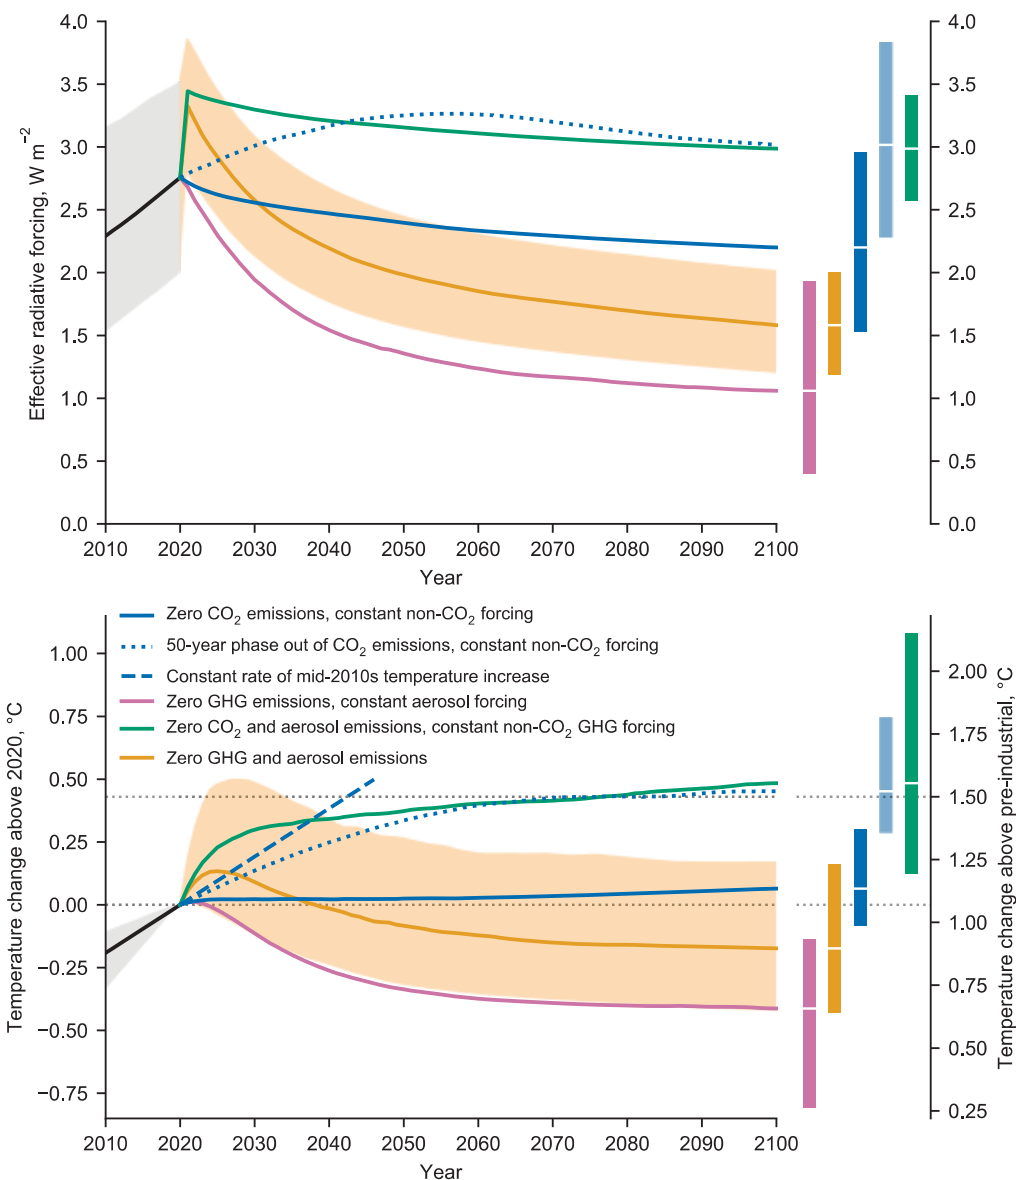 Effective radiative forcing, W m−2
4.0 4.0
3.5 3.5
3.0 3.0
2.5 2.5
2.0 2.0
1.5 1.5
1.0 1.0
0.5 0.5
0.0 0.0
2010 2020 2030 2040 2050 2060 2070 2080 2090 2100
Year
Zero CO2 emissions, constant non-CO2 forcing
50-year phase out of CO2 emissions, constant non-CO2 forcing
Constant rate of mid-2010s temperature increase
Zero GHG emissions, constant aerosol forcing
Zero CO2 and aerosol emissions, constant non-CO2 GHG forcing
Zero GHG and aerosol emissions
Temperature change above 2020, °C
1.00
0.75
0.50
0.25
0.00
−0.25
−0.50
−0.75
2.00
1.75
1.50
1.25
1.00
0.75
0.50
0.25
Temperature change above pre-industrial, °C
2010 2020 2030 2040 2050 2060 2070 2080 2090 2100
Year